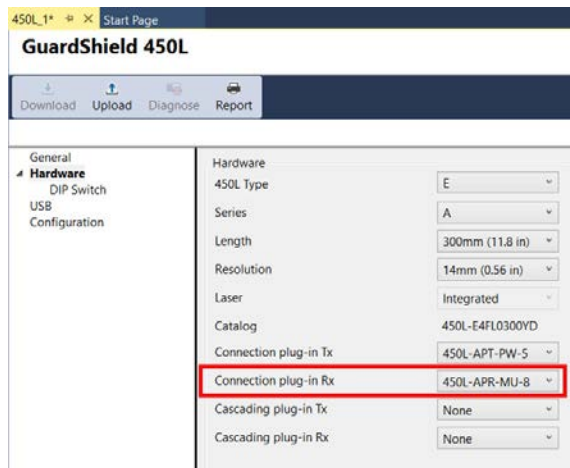 450L_1* Start Page
GuardShield 450L
Download Upload Diagnose Report
General
Hardware
DIP Switch
USB
Configuration
Hardware
450L Type E
Series A
Length 300mm (11.8 in)
Resolution 14mm (0.56 in)
Laser Integrated
Catalog 450L-E4FL0300YD
Connection plug-in Tx 450L-APT-PW-5
Connection plug-in Rx 450L-APR-MU-8
Cascading plug-in Tx None
Cascading plug-in Rx None